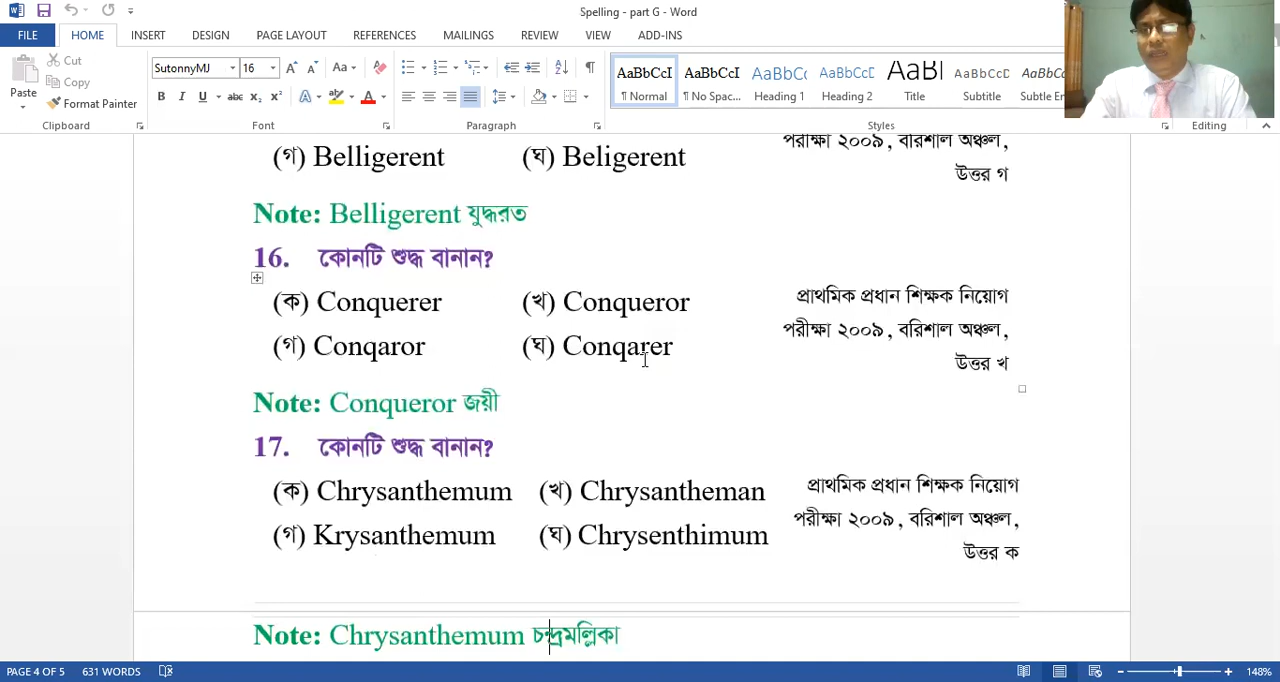 Spelling - part G - Word
FILE HOME INSERT DESIGN PAGE LAYOUT REFERENCES MAILINGS REVIEW VIEW ADD-INS
Cut
Copy
Paste
Format Painter
SutonnyMJ 16
AaBbCcI AaBbCcI AaBbCc AaBbCcI AaBl AaBbCcD AaBbCc
¶ Normal ¶ No Spac... Heading 1 Heading 2 Title Subtitle Subtle Em
Clipboard Font Paragraph Styles Editing
পরীক্ষা ২০০৯, বরিশাল অঞ্চল,
(গ) Belligerent (ঘ) Beligerent
উত্তর গ
Note: Belligerent যুদ্ধরত
16. কোনটি শুদ্ধ বানান?
(ক) Conquerer (খ) Conqueror
প্রাথমিক প্রধান শিক্ষক নিয়োগ
পরীক্ষা ২০০৯, বরিশাল অঞ্চল,
(গ) Conqaror (ঘ) Conqarer
উত্তর খ
Note: Conqueror জয়ী
17. কোনটি শুদ্ধ বানান?
(ক) Chrysanthemum (খ) Chrysantheman
প্রাথমিক প্রধান শিক্ষক নিয়োগ
পরীক্ষা ২০০৯, বরিশাল অঞ্চল,
(গ) Krysanthemum (ঘ) Chrysenthimum
উত্তর ক
Note: Chrysanthemum চন্দ্রমল্লিকা
PAGE 4 OF 5 631 WORDS 148%